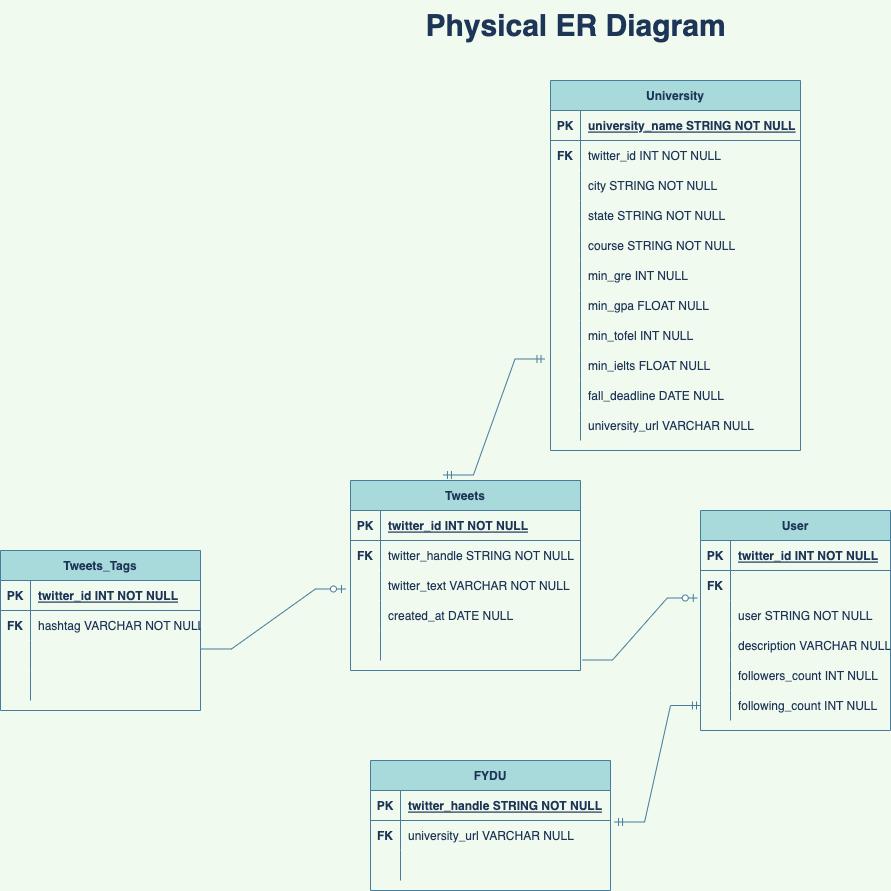 Physical ER Diagram
University
PK university_name STRING NOT NULL
FK twitter_id INT NOT NULL
city STRING NOT NULL
state STRING NOT NULL
course STRING NOT NULL
min_gre INT NULL
min_gpa FLOAT NULL
min_tofel INT NULL
min_ielts FLOAT NULL
fall_deadline DATE NULL
university_url VARCHAR NULL
Tweets
PK twitter_id INT NOT NULL
FK twitter_handle STRING NOT NULL
twitter_text VARCHAR NOT NULL
created_at DATE NULL
User
PK twitter_id INT NOT NULL
FK
user STRING NOT NULL
description VARCHAR NULL
followers_count INT NULL
following_count INT NULL
Tweets_Tags
PK twitter_id INT NOT NULL
FK hashtag VARCHAR NOT NULL
FYDU
PK twitter_handle STRING NOT NULL
FK university_url VARCHAR NULL